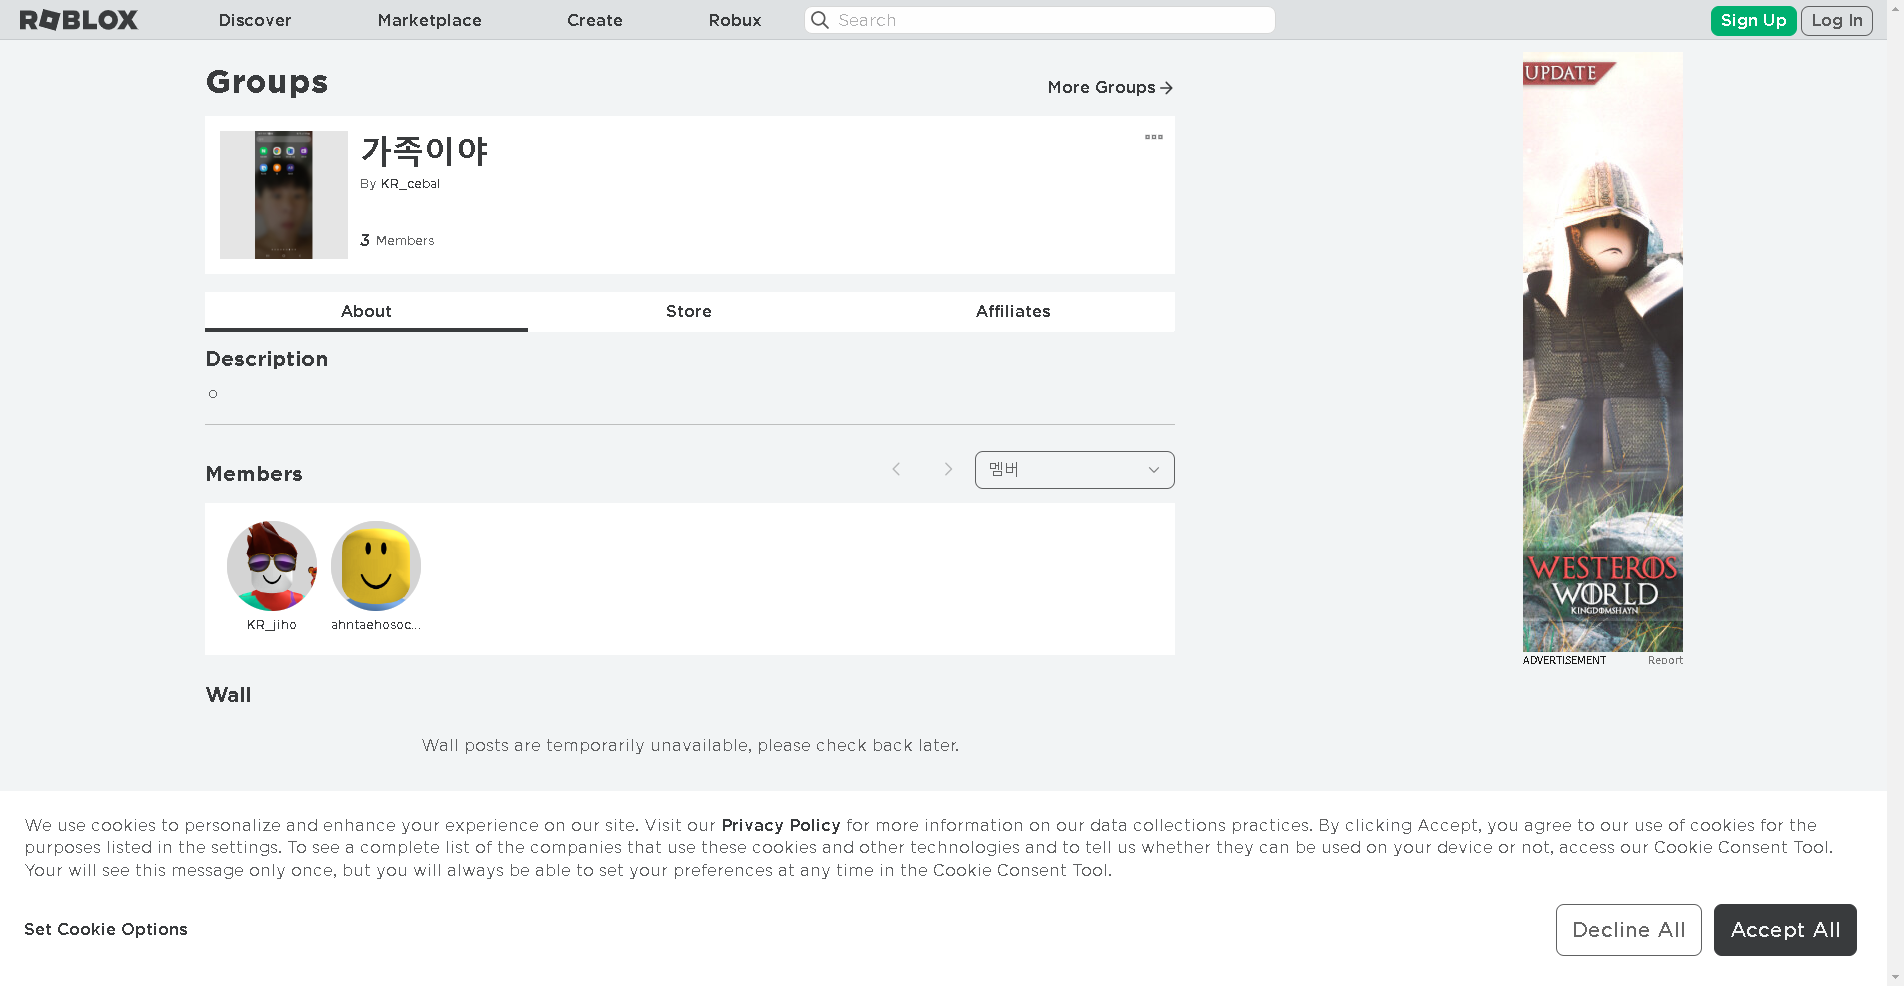 ROBLOX Discover Marketplace Create Robux Search Sign Up Log In
Groups
More Groups
가족이야
By KR_cebal
3 Members
About Store Affiliates
Description
ㅇ
Members
멤버
KR_jiho ahntaehosoc...
Wall
Wall posts are temporarily unavailable, please check back later.
UPDATE
WESTEROS
WORLD
KINGDOMSHAYN
ADVERTISEMENT Report
We use cookies to personalize and enhance your experience on our site. Visit our Privacy Policy for more information on our data collections practices. By clicking Accept, you agree to our use of cookies for the
purposes listed in the settings. To see a complete list of the companies that use these cookies and other technologies and to tell us whether they can be used on your device or not, access our Cookie Consent Tool.
Your will see this message only once, but you will always be able to set your preferences at any time in the Cookie Consent Tool.
Set Cookie Options
Decline All
Accept All